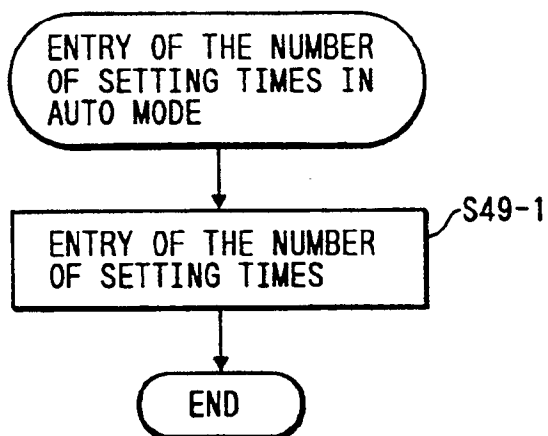 ENTRY OF THE NUMBER
OF SETTING TIMES IN
AUTO MODE
ENTRY OF THE NUMBER
OF SETTING TIMES
S49-1
END